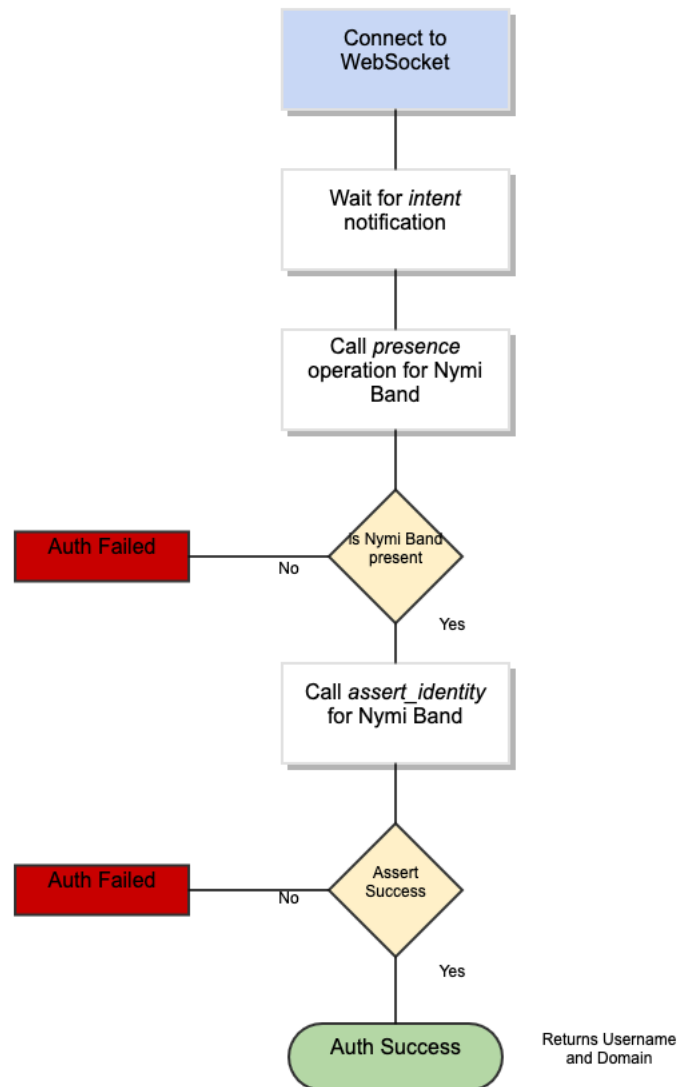 Connect to
WebSocket
Wait for intent
notification
Call presence
operation for Nymi
Band
Is Nymi Band
present
Auth Failed
No
Yes
Call assert_identity
for Nymi Band
Assert
Success
Auth Failed
No
Yes
Auth Success
Returns Username
and Domain